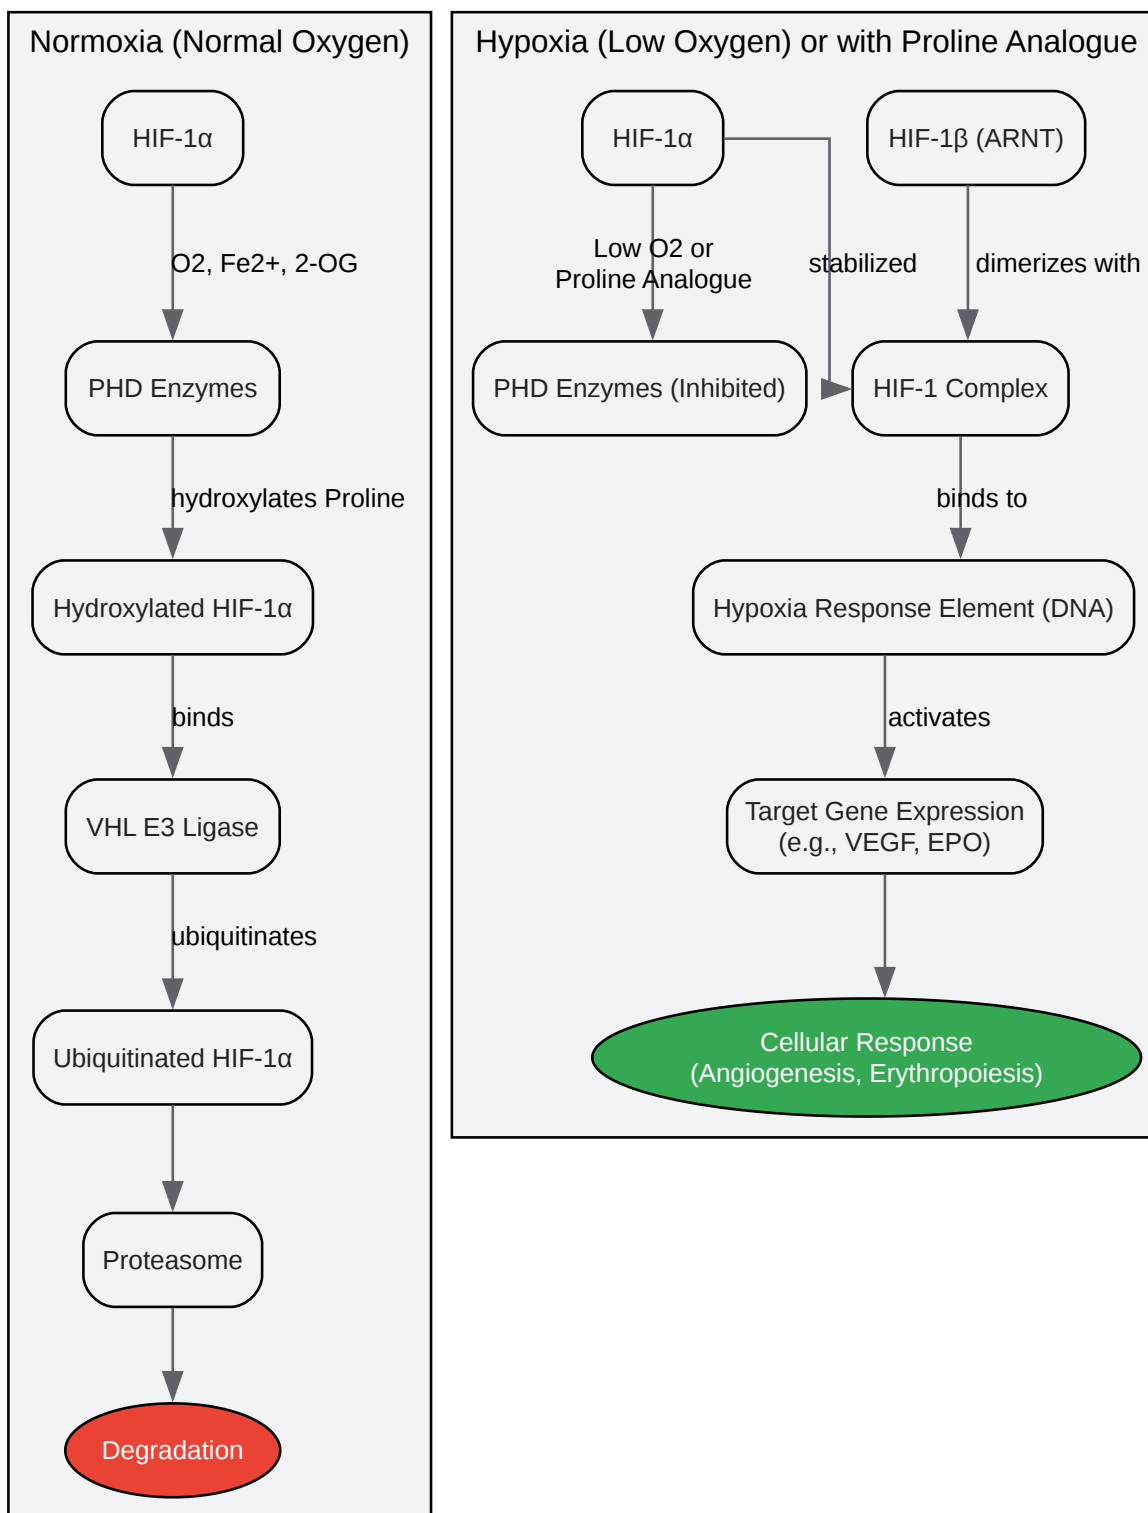 Normoxia (Normal Oxygen)
HIF-1α
O2, Fe2+, 2-OG
PHD Enzymes
hydroxylates Proline
Hydroxylated HIF-1α
binds
VHL E3 Ligase
ubiquitinates
Ubiquitinated HIF-1α
Proteasome
Degradation
Hypoxia (Low Oxygen) or with Proline Analogue
HIF-1α
HIF-1β (ARNT)
Low O2 or
Proline Analogue
stabilized
dimerizes with
PHD Enzymes (Inhibited)
HIF-1 Complex
binds to
Hypoxia Response Element (DNA)
activates
Target Gene Expression
(e.g., VEGF, EPO)
Cellular Response
(Angiogenesis, Erythropoiesis)